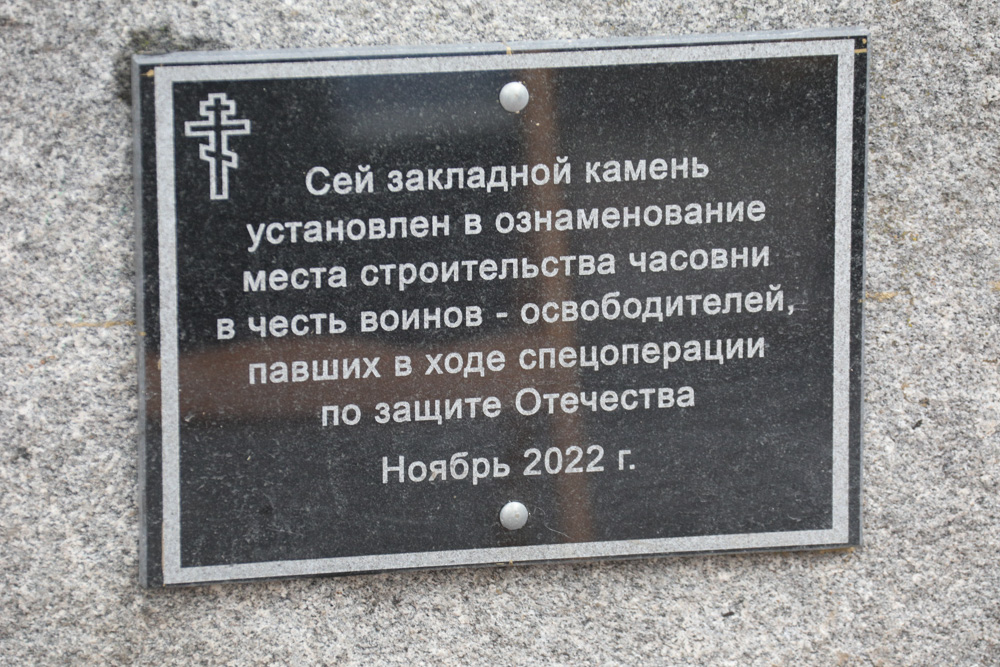 Сей закладной камень
установлен в ознаменование
места строительства часовни
в честь воинов - освободителей,
павших в ходе спецоперации
по защите Отечества
Ноябрь 2022 г.